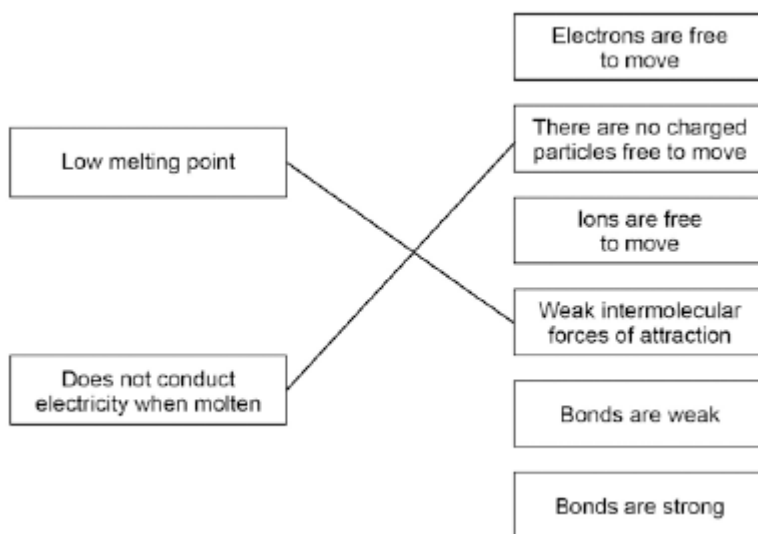 Electrons are free
to move
Low melting point
There are no charged
particles free to move
Ions are free
to move
Weak intermolecular
forces of attraction
Does not conduct
electricity when molten
Bonds are weak
Bonds are strong